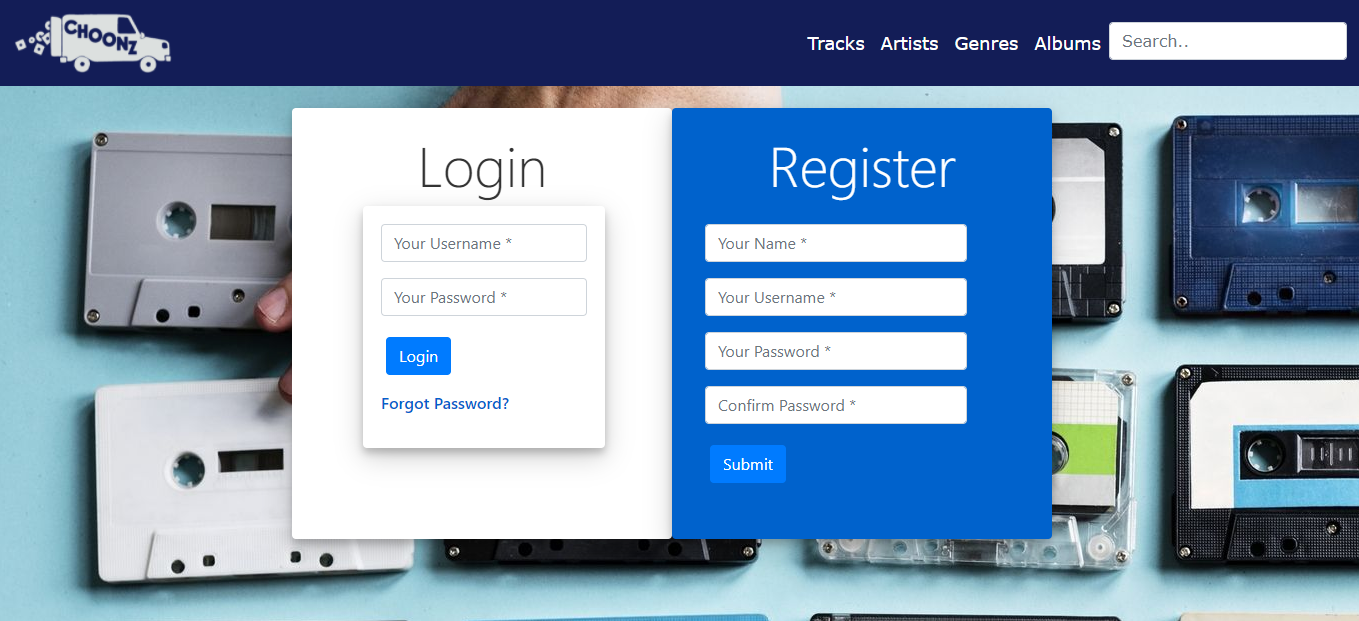 CHOONZ
Tracks Artists Genres Albums Search..
Login
Your Username *
Your Password *
Login
Forgot Password?
Register
Your Name *
Your Username *
Your Password *
Confirm Password *
Submit